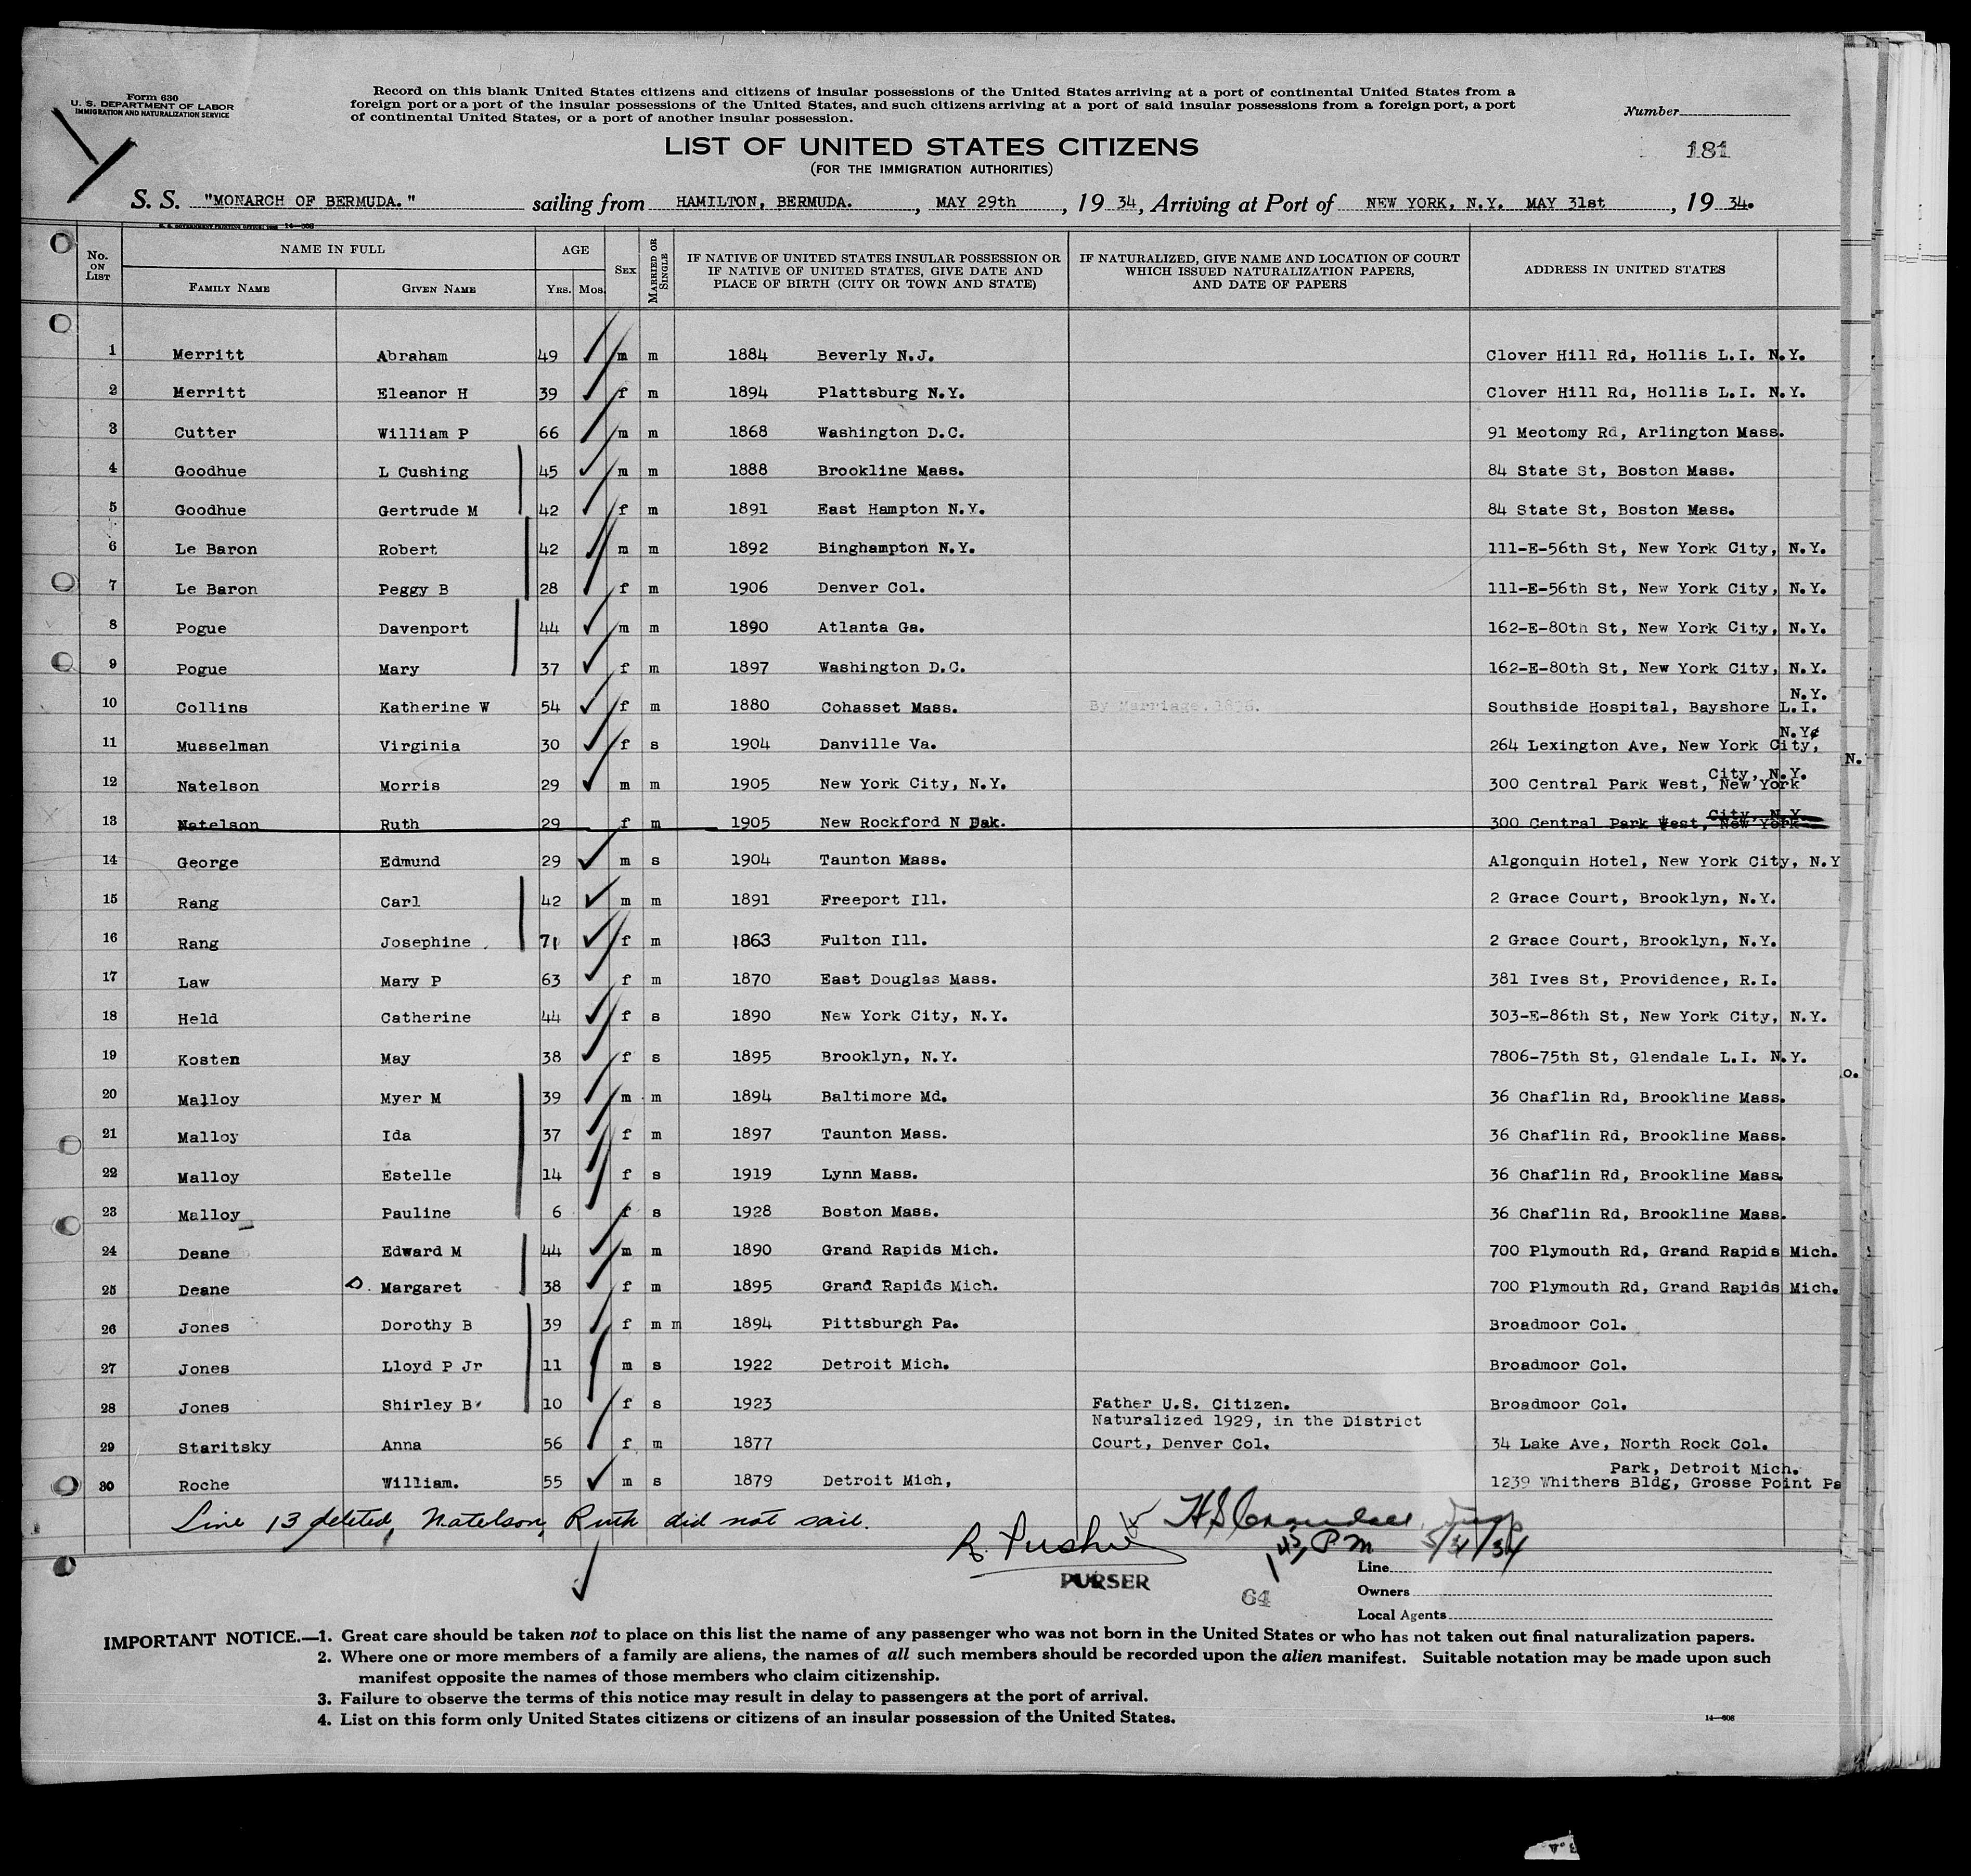 Form 630
U. S. DEPARTMENT OF LABOR
IMMIGRATION AND NATURALIZATION SERVICE
Record on this blank United States citizens and citizens of insular possessions of the United States arriving at a port of continental United States from a
foreign port or a port of the insular possessions of the United States, and such citizens arriving at a port of said insular possessions from a foreign port, a port
of continental United States, or a port of another insular possession.
Number
181
LIST OF UNITED STATES CITIZENS
(FOR THE IMMIGRATION AUTHORITIES)
S. S. "MONARCH OF BERMUDA." sailing from HAMILTON, BERMUDA. , MAY 29th , 19 34, Arriving at Port of NEW YORK, N.Y. MAY 31st , 19 34.
No. ON LIST
NAME IN FULL
FAMILY NAME GIVEN NAME
AGE
YRS. MOS.
SEX
MARRIED OR SINGLE
IF NATIVE OF UNITED STATES INSULAR POSSESSION OR
IF NATIVE OF UNITED STATES, GIVE DATE AND
PLACE OF BIRTH (CITY OR TOWN AND STATE)
IF NATURALIZED, GIVE NAME AND LOCATION OF COURT
WHICH ISSUED NATURALIZATION PAPERS,
AND DATE OF PAPERS
ADDRESS IN UNITED STATES
1 Merritt Abraham 49 m m 1884 Beverly N.J. Clover Hill Rd, Hollis L.I. N.Y.
2 Merritt Eleanor H 39 f m 1894 Plattsburg N.Y. Clover Hill Rd, Hollis L.I. N.Y.
3 Cutter William P 66 m m 1868 Washington D.C. 91 Meotomy Rd, Arlington Mass.
4 Goodhue L Cushing 45 m m 1888 Brookline Mass. 84 State St, Boston Mass.
5 Goodhue Gertrude M 42 f m 1891 East Hampton N.Y. 84 State St, Boston Mass.
6 Le Baron Robert 42 m m 1892 Binghampton N.Y. 111-E-56th St, New York City, N.Y.
7 Le Baron Peggy B 28 f m 1906 Denver Col. 111-E-56th St, New York City, N.Y.
8 Pogue Davenport 44 m m 1890 Atlanta Ga. 162-E-80th St, New York City, N.Y.
9 Pogue Mary 37 f m 1897 Washington D.C. 162-E-80th St, New York City, N.Y.
N.Y.
10 Collins Katherine W 54 f m 1880 Cohasset Mass. By Marriage. Southside Hospital, Bayshore L.I.
N.Y.
11 Musselman Virginia 30 f s 1904 Danville Va. 264 Lexington Ave, New York City,
N.
City, N.Y.
12 Natelson Morris 29 m m 1905 New York City, N.Y. 300 Central Park West, New York
City, N.Y.
13 Natelson Ruth 29 f m 1905 New Rockford N Dak. 300 Central Park West, New York
14 George Edmund 29 m s 1904 Taunton Mass. Algonquin Hotel, New York City, N.Y
15 Rang Carl 42 m m 1891 Freeport Ill. 2 Grace Court, Brooklyn, N.Y.
16 Rang Josephine 71 f m 1863 Fulton Ill. 2 Grace Court, Brooklyn, N.Y.
17 Law Mary P 63 f m 1870 East Douglas Mass. 381 Ives St, Providence, R.I.
18 Held Catherine 44 f s 1890 New York City, N.Y. 303-E-86th St, New York City, N.Y.
19 Kosten May 38 f s 1895 Brooklyn, N.Y. 7806-75th St, Glendale L.I. N.Y.
o.
20 Malloy Myer M 39 m m 1894 Baltimore Md. 36 Chaflin Rd, Brookline Mass.
21 Malloy Ida 37 f m 1897 Taunton Mass. 36 Chaflin Rd, Brookline Mass.
22 Malloy Estelle 14 f s 1919 Lynn Mass. 36 Chaflin Rd, Brookline Mass.
23 Malloy Pauline 6 f s 1928 Boston Mass. 36 Chaflin Rd, Brookline Mass.
24 Deane Edward M 44 m m 1890 Grand Rapids Mich. 700 Plymouth Rd, Grand Rapids Mich.
25 Deane Margaret 38 f m 1895 Grand Rapids Mich. 700 Plymouth Rd, Grand Rapids Mich.
26 Jones Dorothy B 39 f m m 1894 Pittsburgh Pa. Broadmoor Col.
27 Jones Lloyd P Jr 11 m s 1922 Detroit Mich. Broadmoor Col.
28 Jones Shirley B 10 f s 1923 Father U.S. Citizen. Broadmoor Col.
Naturalized 1929, in the District
29 Staritsky Anna 56 f m 1877 Court, Denver Col. 34 Lake Ave, North Rock Col.
Park, Detroit Mich.
30 Roche William. 55 m s 1879 Detroit Mich, 1239 Whithers Bldg, Grosse Point Pa
Line 13 deleted, Natelson, Ruth did not sail.
1 45 PM 5/31/34
PURSER
64
Line
Owners
Local Agents
IMPORTANT NOTICE.—1. Great care should be taken not to place on this list the name of any passenger who was not born in the United States or who has not taken out final naturalization papers.
2. Where one or more members of a family are aliens, the names of all such members should be recorded upon the alien manifest. Suitable notation may be made upon such
manifest opposite the names of those members who claim citizenship.
3. Failure to observe the terms of this notice may result in delay to passengers at the port of arrival.
4. List on this form only United States citizens or citizens of an insular possession of the United States.
14—608